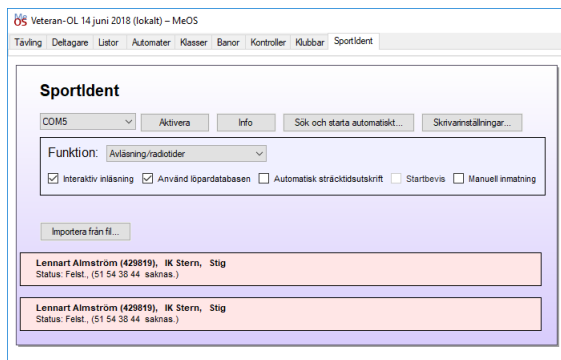 MeOS Veteran-OL 14 juni 2018 (lokalt) – MeOS
Tävling Deltagare Listor Automater Klasser Banor Kontroller Klubbar SportIdent
SportIdent
COM5 Aktivera Info Sök och starta automatiskt... Skrivarinställningar...
Funktion: Avläsning/radiotider
Interaktiv inläsning Använd löpardatabasen Automatisk sträcktidsutskrift Startbevis Manuell inmatning
Importera från fil...
Lennart Almström (429819), IK Stern, Stig
Status: Felst., (51 54 38 44 saknas.)
Lennart Almström (429819), IK Stern, Stig
Status: Felst., (51 54 38 44 saknas.)